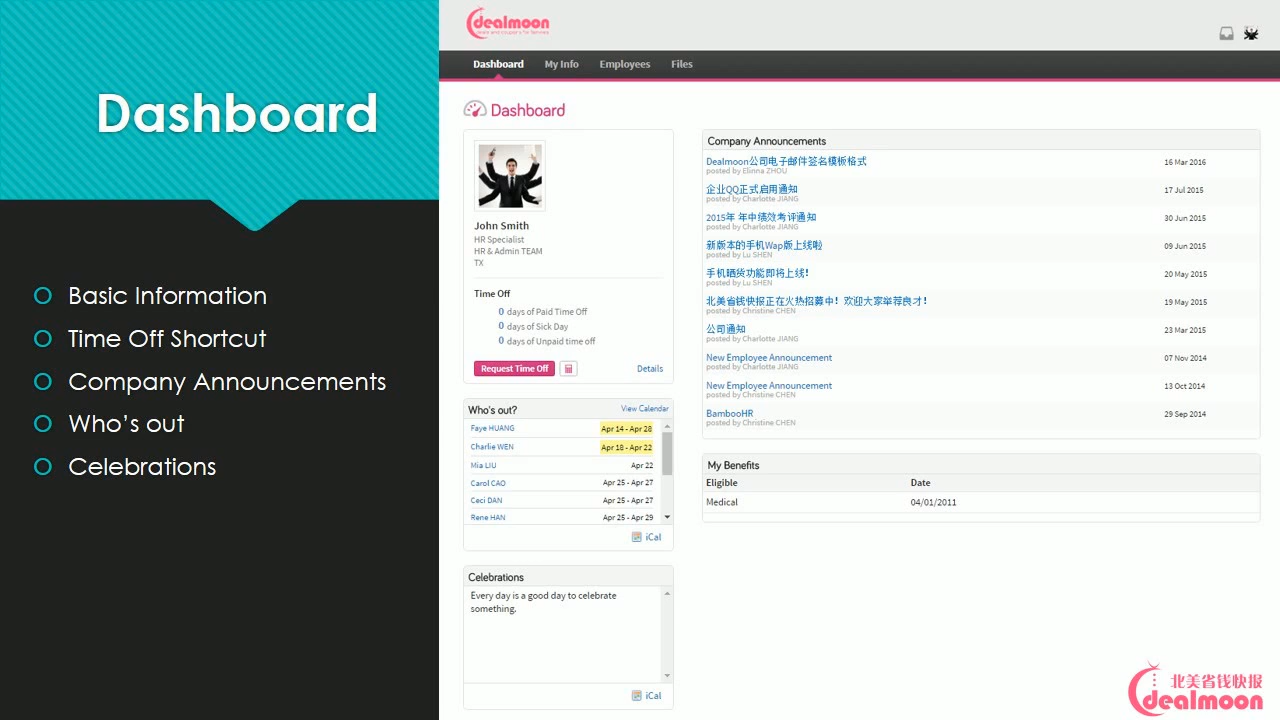 Dashboard
Basic Information
Time Off Shortcut
Company Announcements
Who's out
Celebrations
dealmoon
Dashboard
My Info
Employees
Files
Dashboard
John Smith
HR Specialist
HR & Admin TEAM
TX
Time Off
0 days of Paid Time Off
0 days of Sick Day
0 days of Unpaid time off
Request Time Off
Details
Who's out?
View Calendar
Faye HUANG Apr 14 - Apr 28
Charlie WEN Apr 18 - Apr 22
Mia LIU Apr 22
Carol CAO Apr 25 - Apr 27
Ceci DAN Apr 25 - Apr 27
Rene HAN Apr 25 - Apr 29
iCal
Celebrations
Every day is a good day to celebrate
something.
iCal
Company Announcements
Dealmoon公司电子邮件签名模板格式 16 Mar 2016
posted by Elinna ZHOU
企业QQ正式启用通知 17 Jul 2015
posted by Charlotte JIANG
2015年 年中绩效考评通知 30 Jun 2015
posted by Charlotte JIANG
新版本的手机Wap版上线啦 09 Jun 2015
posted by Lu SHEN
手机晒货功能即将上线！ 20 May 2015
posted by Lu SHEN
北美省钱快报正在火热招募中！欢迎大家举荐良才！ 19 May 2015
posted by Christine CHEN
公司通知 23 Mar 2015
posted by Charlotte JIANG
New Employee Announcement 07 Nov 2014
posted by Charlotte JIANG
New Employee Announcement 13 Oct 2014
posted by Christine CHEN
BambooHR 29 Sep 2014
posted by Christine CHEN
My Benefits
Eligible Date
Medical 04/01/2011
北美省钱快报
dealmoon